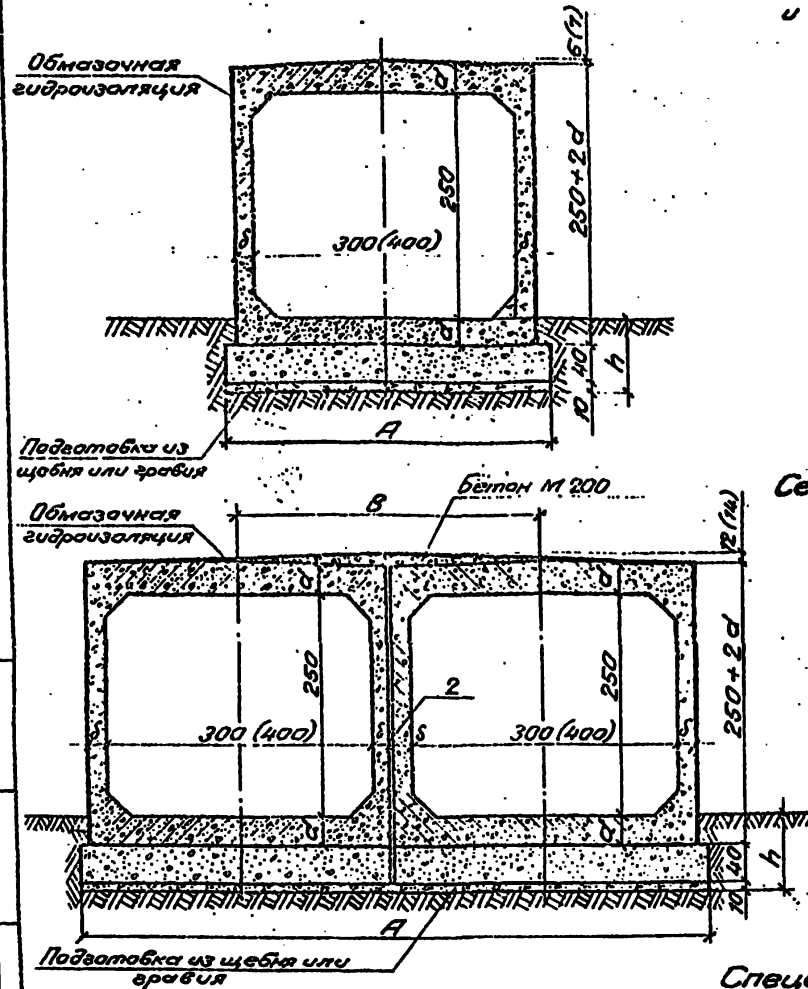 и
6(7)
Обмазочная
гидроизоляция
d
250
250+2d
δ
300(400)
δ
d
40
h
10
A
Подготовка из
щебня или гравия
Бетон М 200
Се
Обмазочная
гидроизоляция
B
12(14)
d
d
250
2
250
250+2d
δ
300(400)
δ
300(400)
δ
d
d
40
h
10
A
Подготовка из щебня или
гравия
Спец